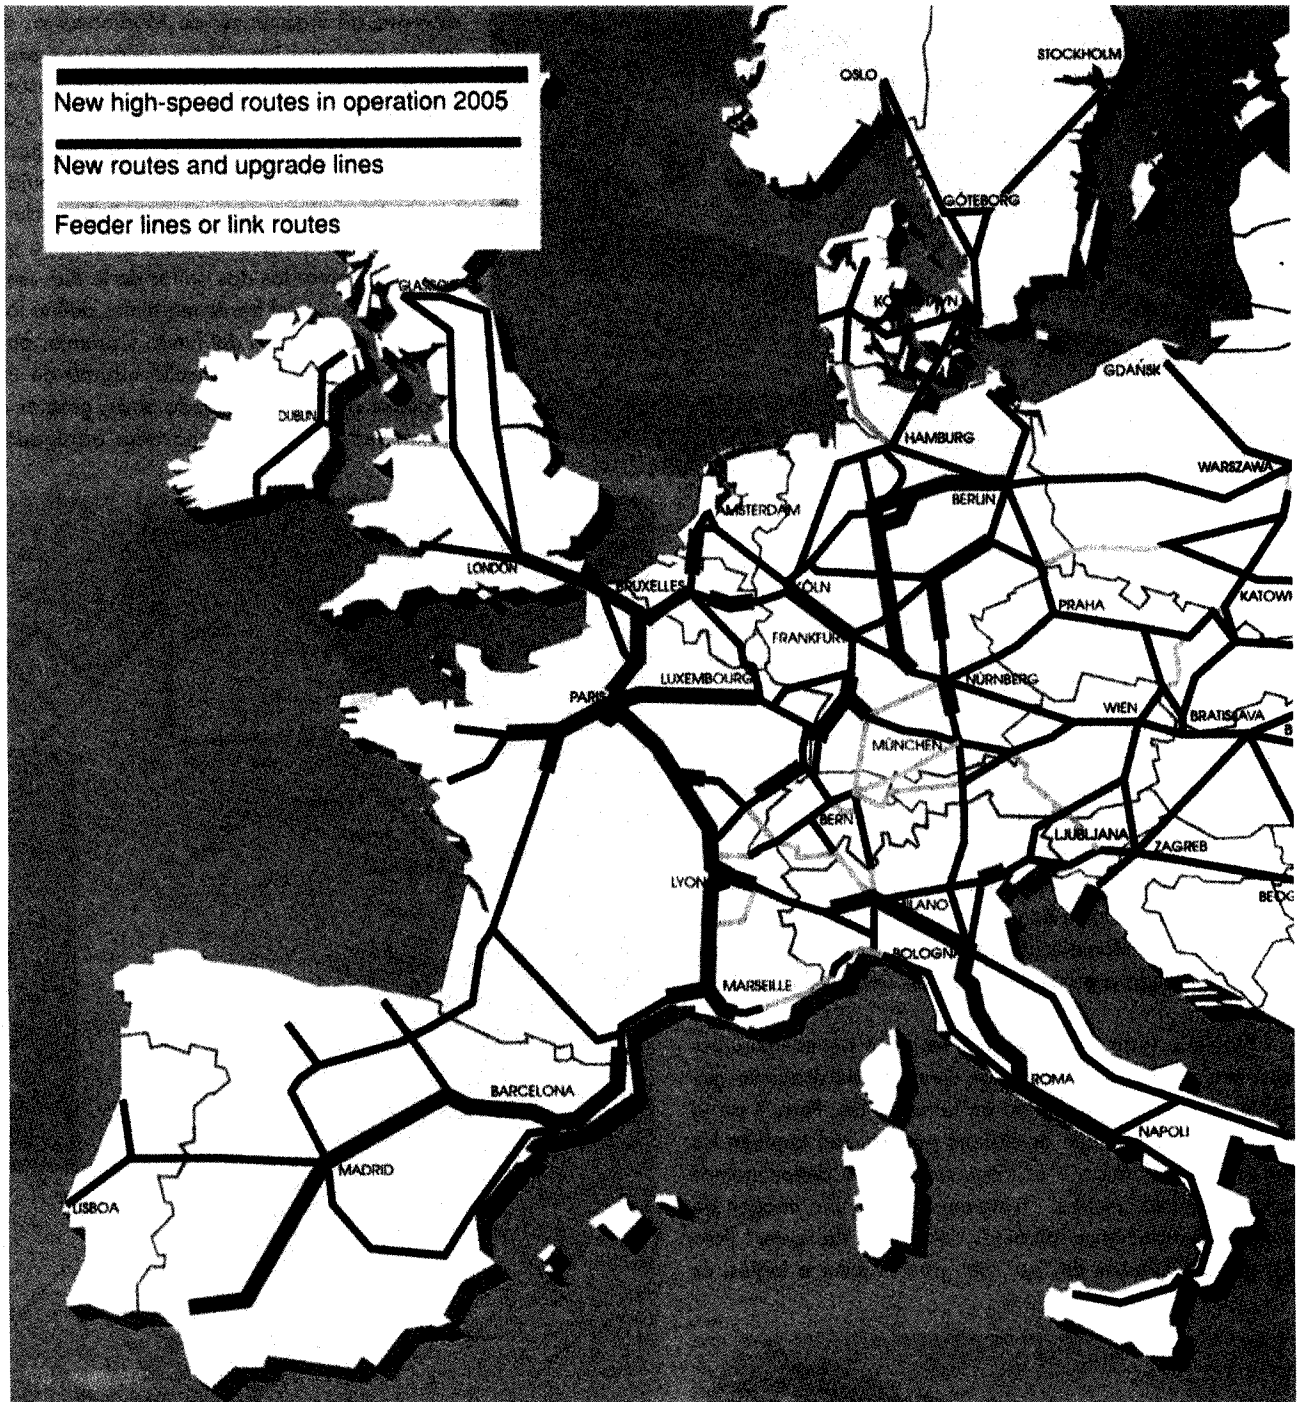 New high-speed routes in operation 2005
New routes and upgrade lines
Feeder lines or link routes
STOCKHOLM
OSLO
GÖTEBORG
GDAŃSK
DUBLIN
HAMBURG
WARSZAWA
BERLIN
AMSTERDAM
LONDON
BRUXELLES
KÖLN
PRAHA
FRANKFURT
LUXEMBOURG
NÜRNBERG
PARIS
WIEN
BRATISLAVA
B
MÜNCHEN
BERN
LJUBLJANA
ZAGREB
LYON
BEOG
BOLOGNA
MARSEILLE
ROMA
BARCELONA
NAPOLI
MADRID
LISBOA